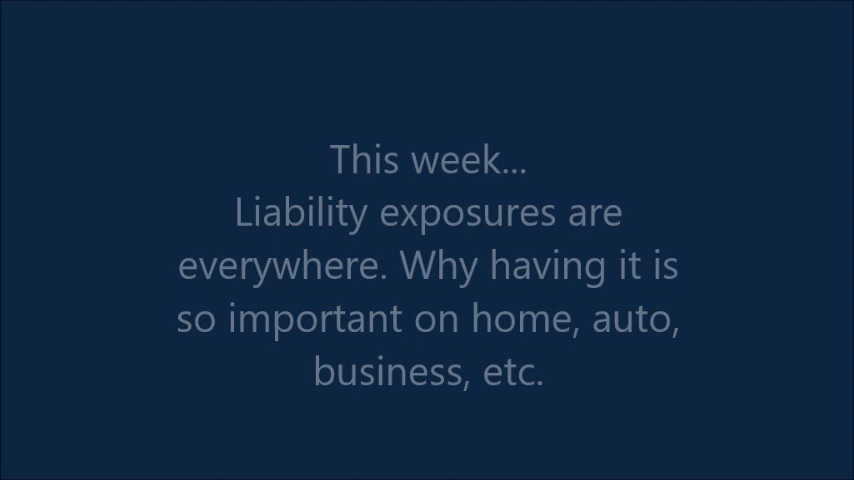 This week...
Liability exposures are
everywhere. Why having it is
so important on home, auto,
business, etc.